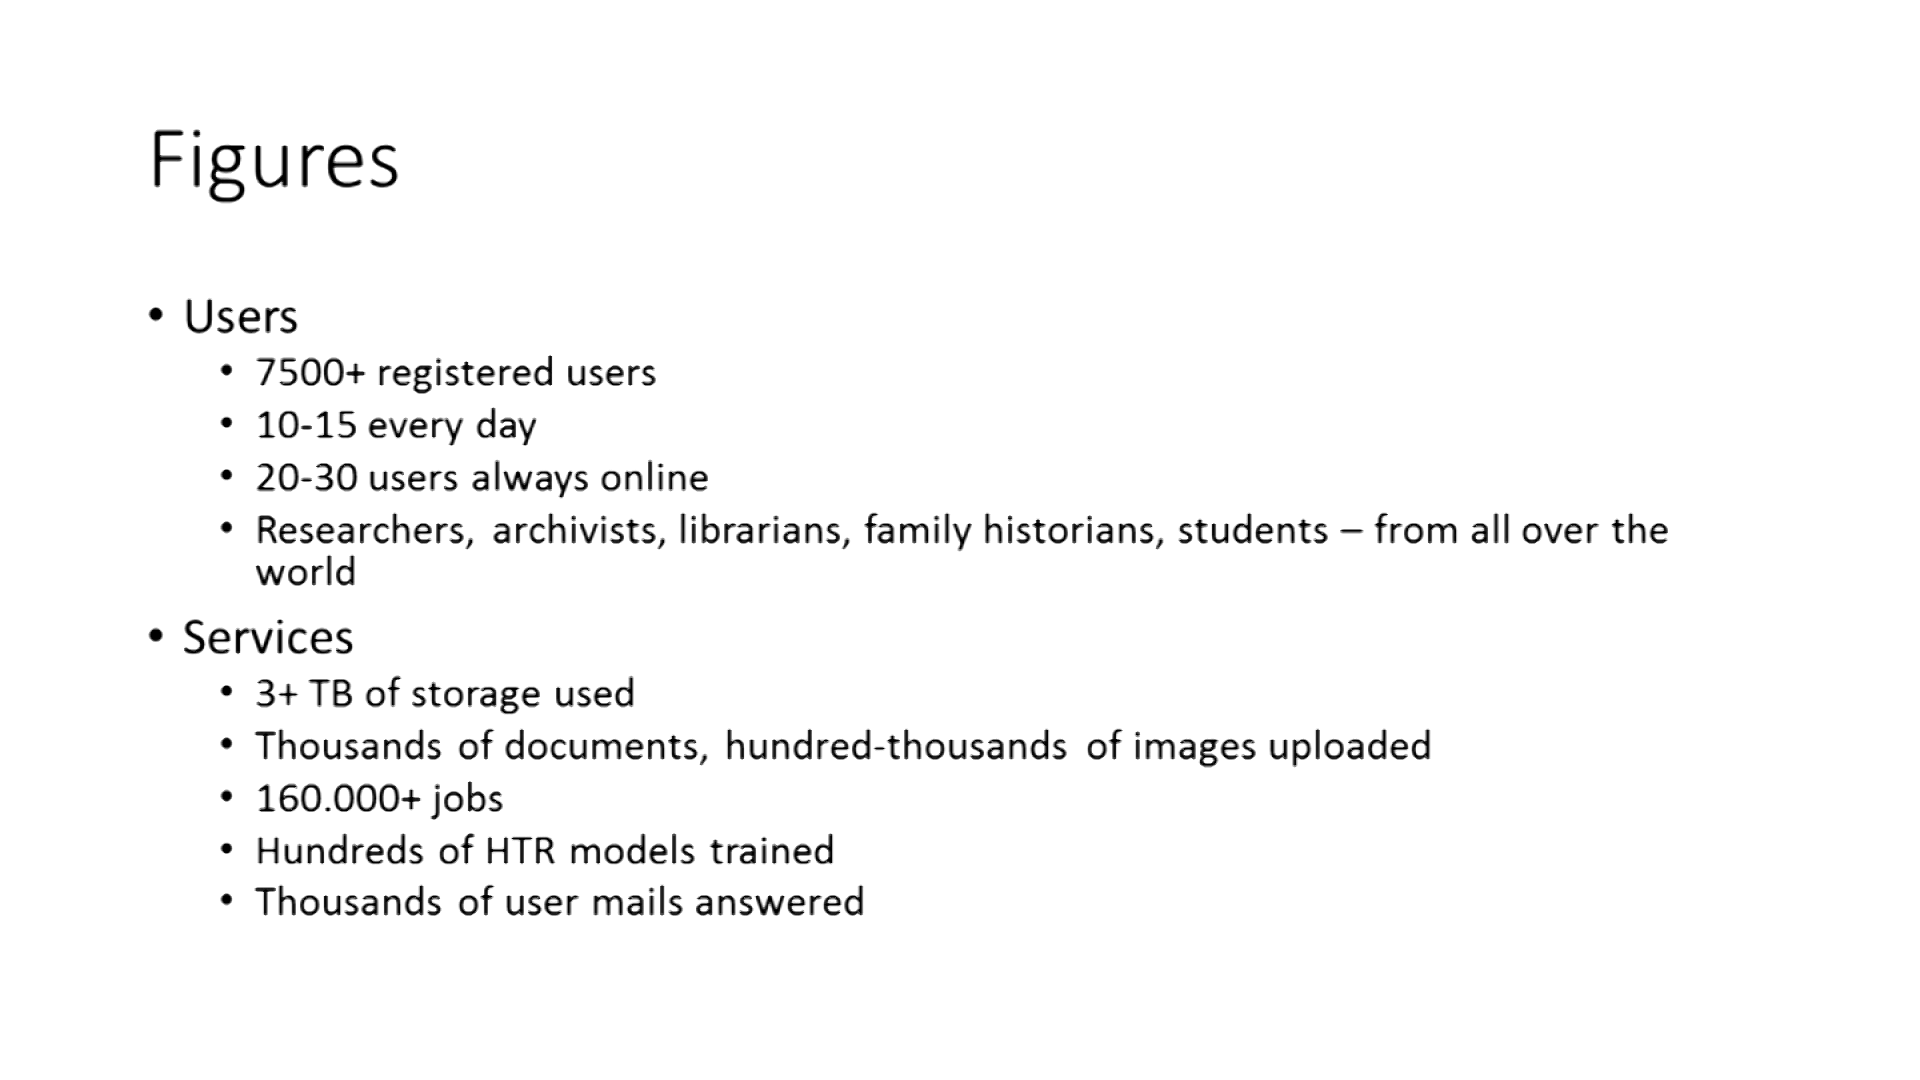 Figures
• Users
• 7500+ registered users
• 10-15 every day
• 20-30 users always online
• Researchers, archivists, librarians, family historians, students – from all over the
world
• Services
• 3+ TB of storage used
• Thousands of documents, hundred-thousands of images uploaded
• 160.000+ jobs
• Hundreds of HTR models trained
• Thousands of user mails answered